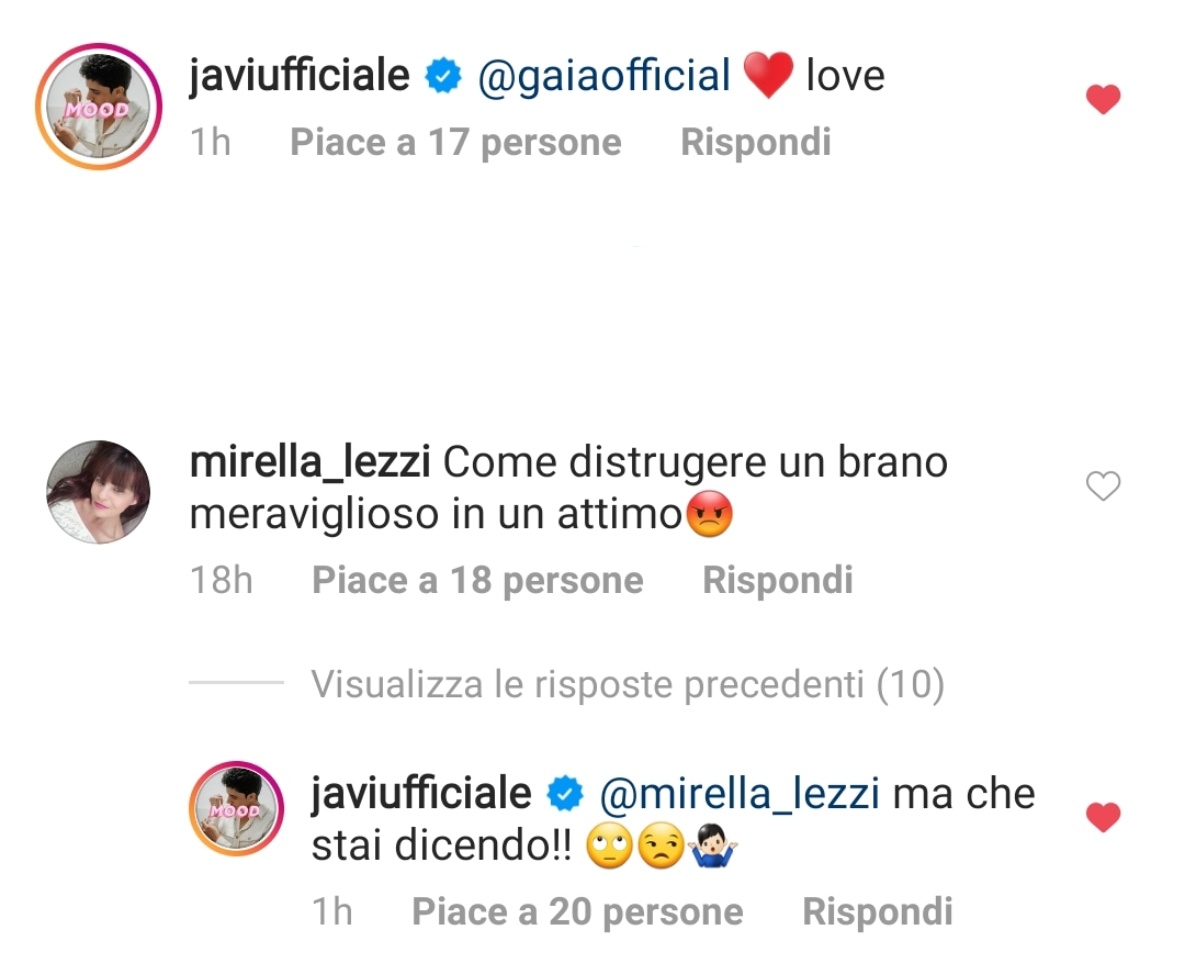 javiufficiale @gaiaofficial ❤️ love
MOOD
1h Piace a 17 persone Rispondi
mirella_lezzi Come distrugere un brano
meraviglioso in un attimo😡
18h Piace a 18 persone Rispondi
Visualizza le risposte precedenti (10)
javiufficiale @mirella_lezzi ma che
MOOD
stai dicendo!! 🙄😒🤷🏻‍♂️
1h Piace a 20 persone Rispondi